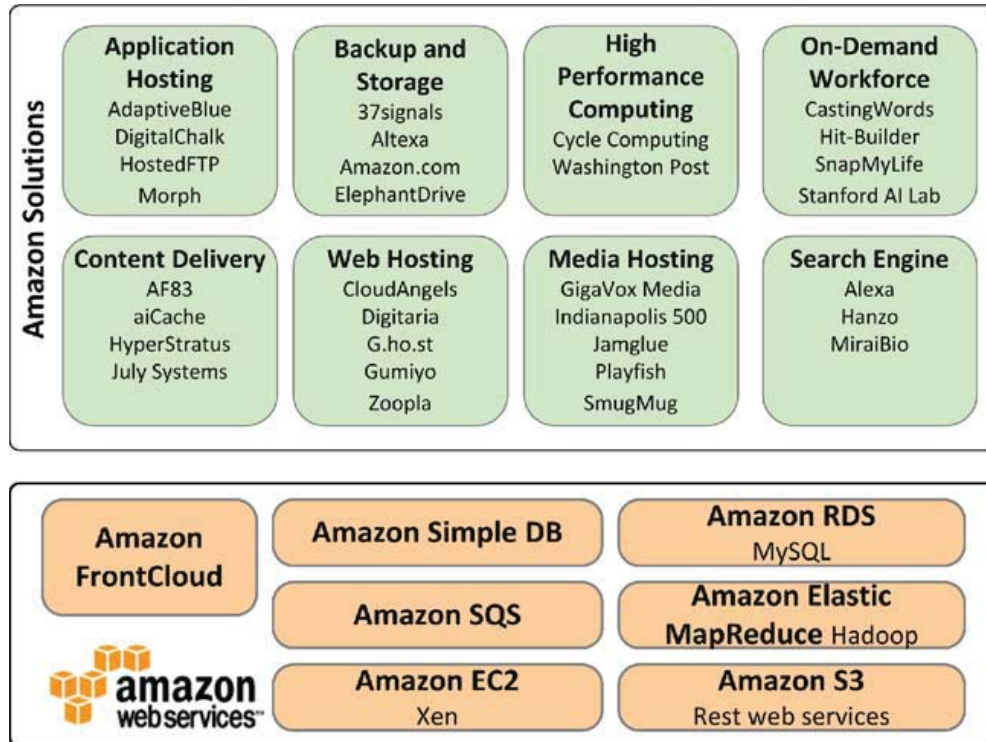 Amazon Solutions
Application
Hosting
AdaptiveBlue
DigitalChalk
HostedFTP
Morph
Backup and
Storage
37signals
Altexa
Amazon.com
ElephantDrive
High
Performance
Computing
Cycle Computing
Washington Post
On-Demand
Workforce
CastingWords
Hit-Builder
SnapMyLife
Stanford AI Lab
Content Delivery
AF83
aiCache
HyperStratus
July Systems
Web Hosting
CloudAngels
Digitaria
G.ho.st
Gumiyo
Zoopla
Media Hosting
GigaVox Media
Indianapolis 500
Jamglue
Playfish
SmugMug
Search Engine
Alexa
Hanzo
MiraiBio
Amazon
FrontCloud
Amazon Simple DB
Amazon RDS
MySQL
Amazon SQS
Amazon Elastic
MapReduce Hadoop
amazon
webservices™
Amazon EC2
Xen
Amazon S3
Rest web services